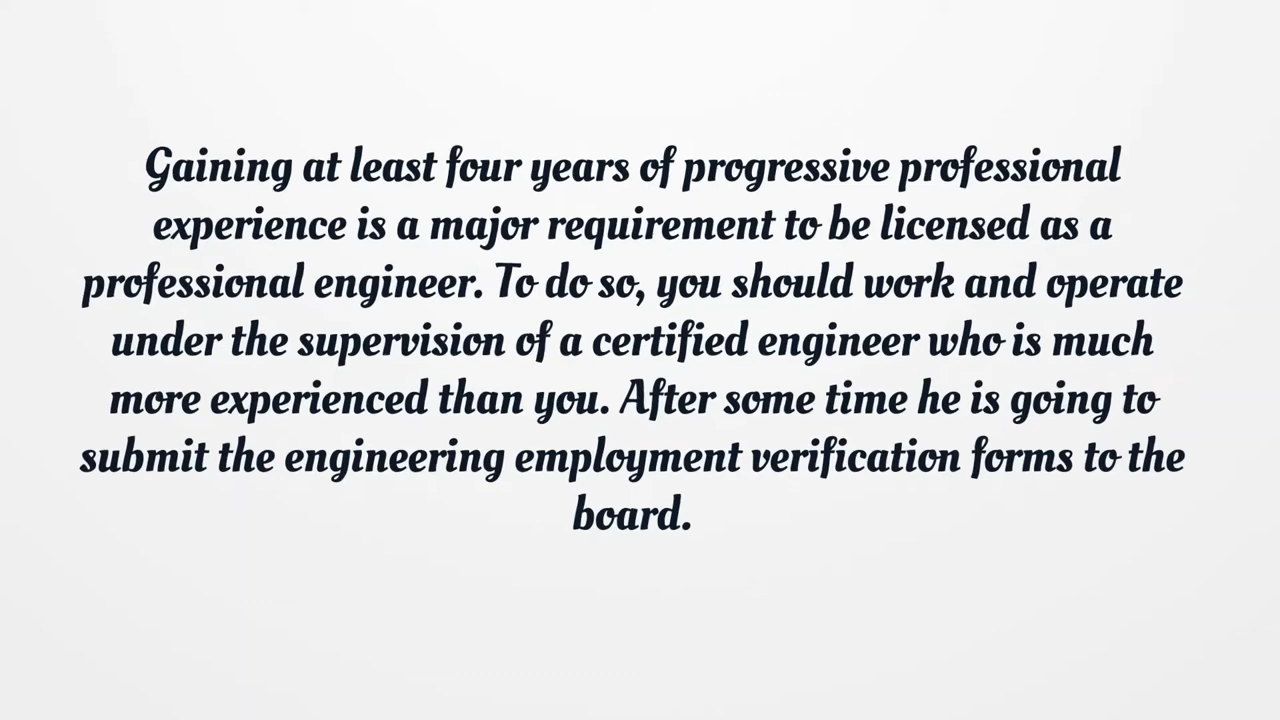 Gaining at least four years of progressive professional
experience is a major requirement to be licensed as a
professional engineer. To do so, you should work and operate
under the supervision of a certified engineer who is much
more experienced than you. After some time he is going to
submit the engineering employment verification forms to the
board.